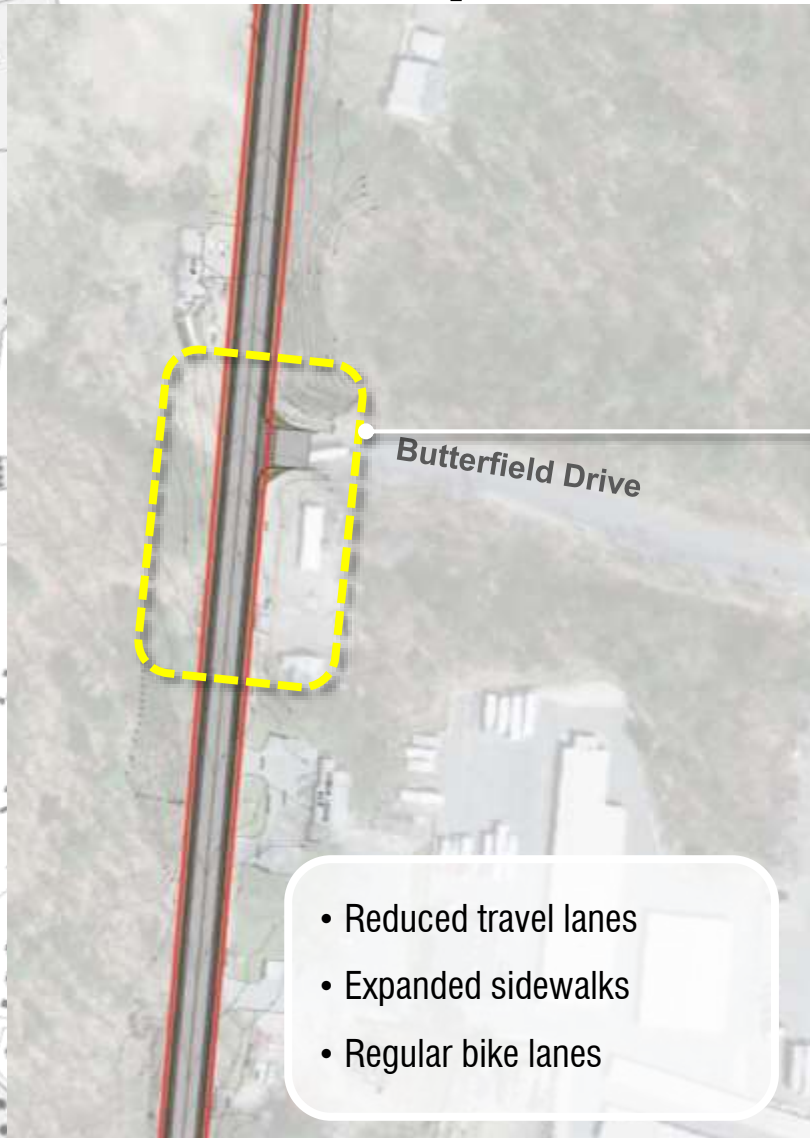 Butterfield Drive
• Reduced travel lanes
• Expanded sidewalks
• Regular bike lanes